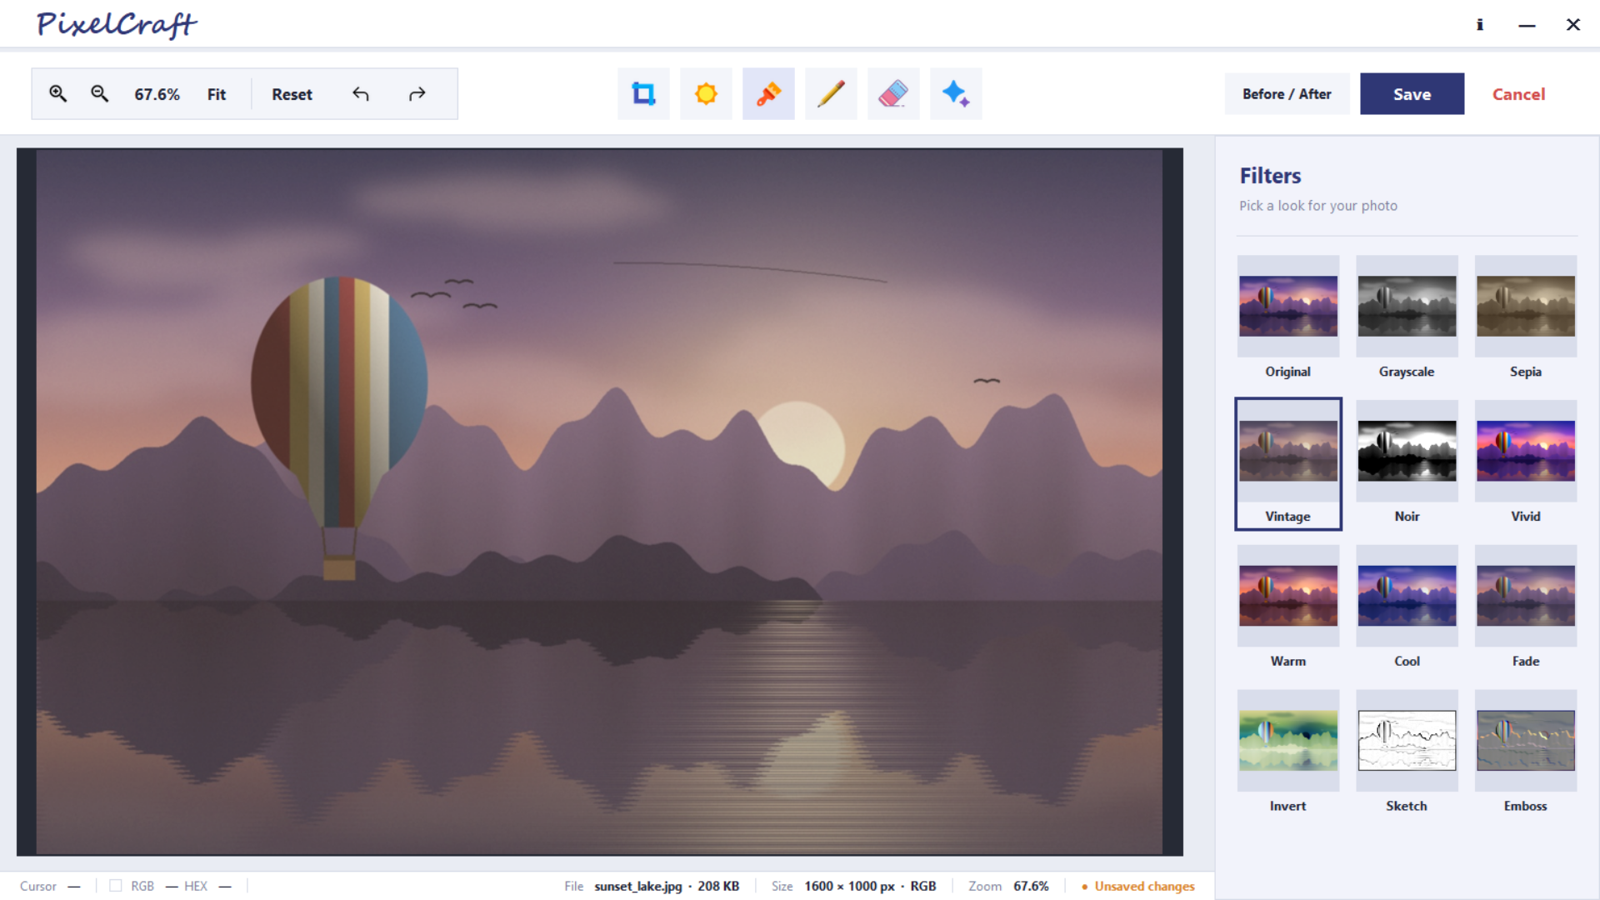 PixelCraft
67.6% Fit Reset
Before / After Save Cancel
Filters
Pick a look for your photo
Original Grayscale Sepia
Vintage Noir Vivid
Warm Cool Fade
Invert Sketch Emboss
Cursor — RGB — HEX — File sunset_lake.jpg · 208 KB Size 1600 × 1000 px · RGB Zoom 67.6% • Unsaved changes